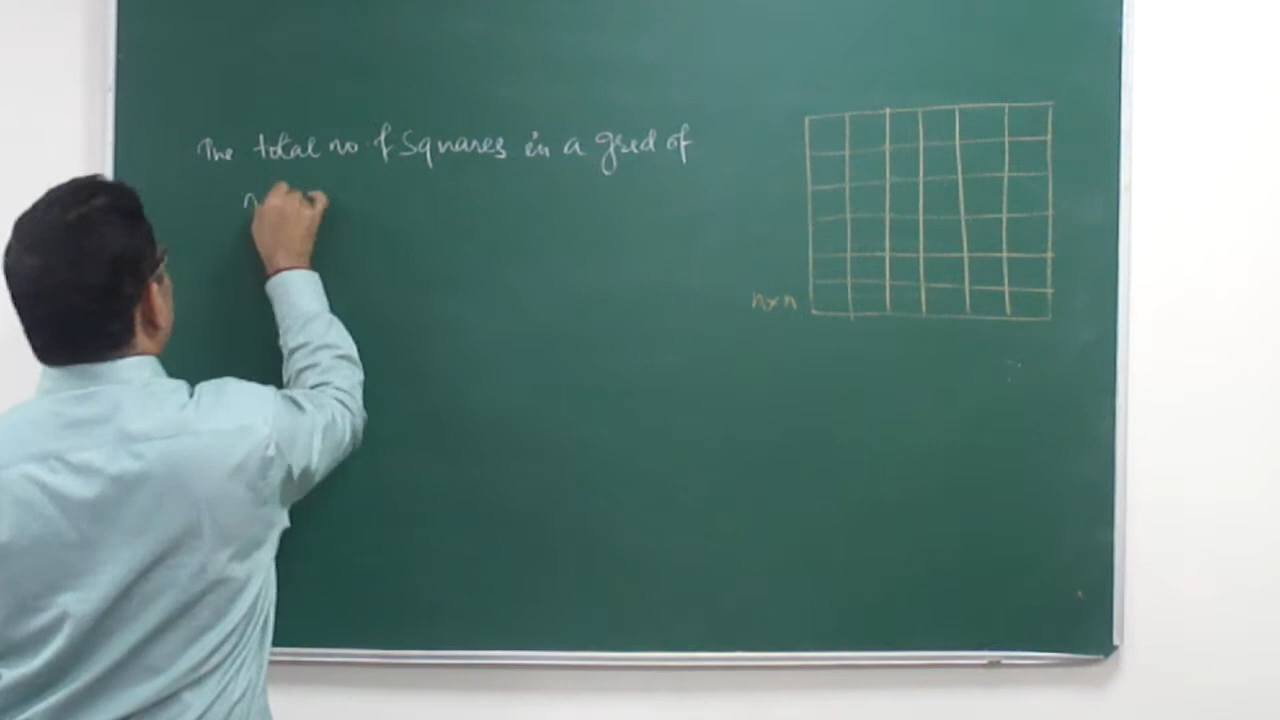 The total no of squares in a grid of
n
n×n